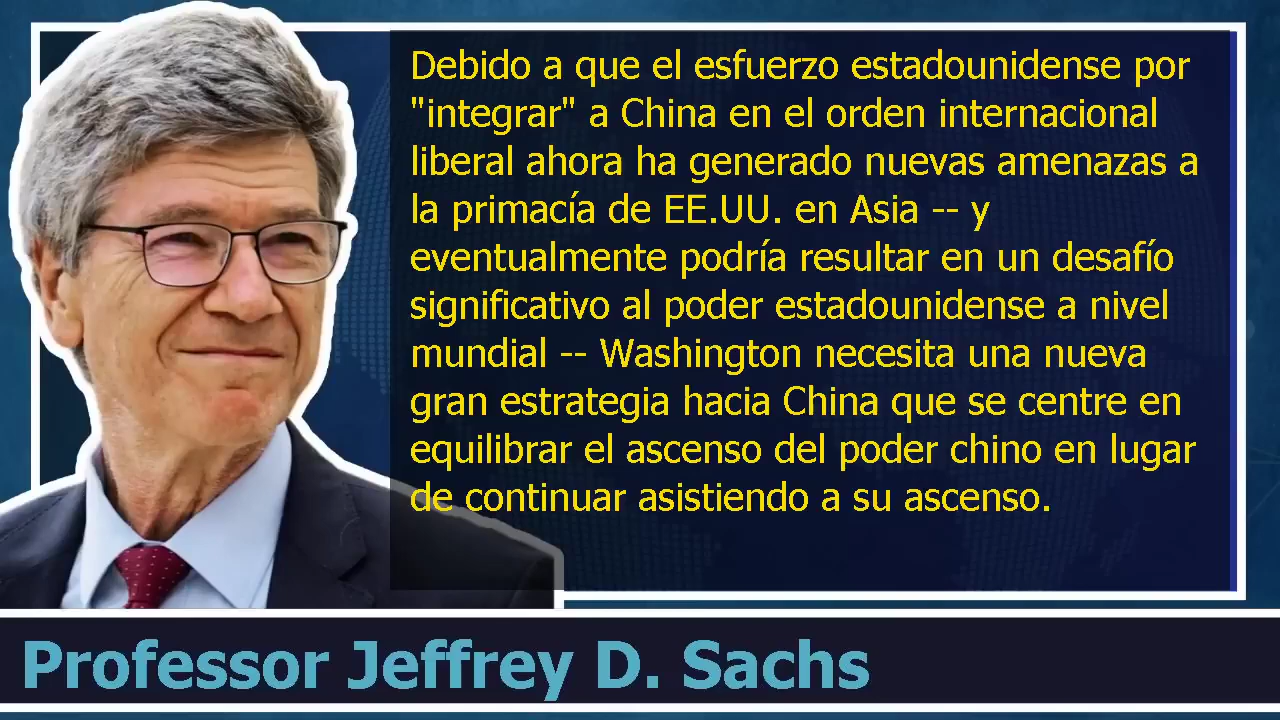 Debido a que el esfuerzo estadounidense por
"integrar" a China en el orden internacional
liberal ahora ha generado nuevas amenazas a
la primacía de EE.UU. en Asia -- y
eventualmente podría resultar en un desafío
significativo al poder estadounidense a nivel
mundial -- Washington necesita una nueva
gran estrategia hacia China que se centre en
equilibrar el ascenso del poder chino en lugar
de continuar asistiendo a su ascenso.
Professor Jeffrey D. Sachs